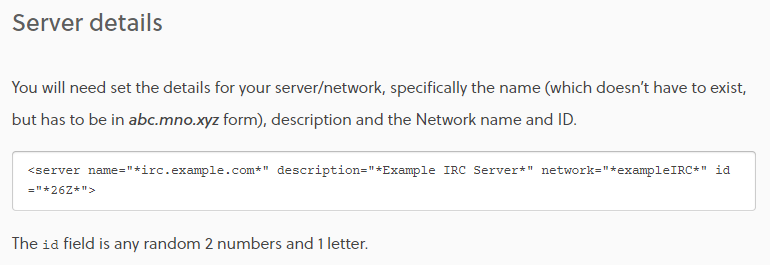 Server details
You will need set the details for your server/network, specifically the name (which doesn't have to exist,
but has to be in abc.mno.xyz form), description and the Network name and ID.
<server name="*irc.example.com*" description="*Example IRC Server*" network="*exampleIRC*" id
="*26Z*">
The id field is any random 2 numbers and 1 letter.